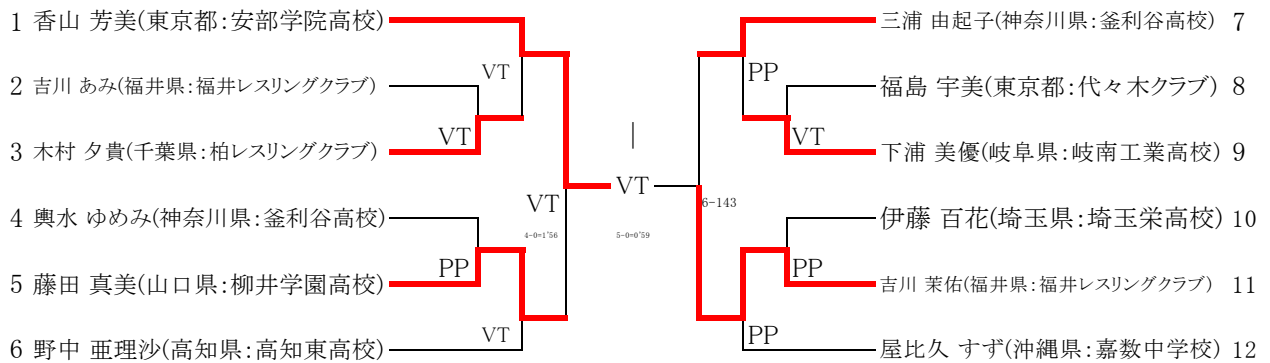 1 香山 芳美(東京都:安部学院高校)
VT
2 吉川 あみ(福井県:福井レスリングクラブ)
VT
3 木村 夕貴(千葉県:柏レスリングクラブ)
VT
4-0=1'56
4 輿水 ゆめみ(神奈川県:釜利谷高校)
PP
5 藤田 真美(山口県:柳井学園高校)
VT
6 野中 亜理沙(高知県:高知東高校)
|
VT
5-0=0'59
三浦 由起子(神奈川県:釜利谷高校) 7
PP
福島 宇美(東京都:代々木クラブ) 8
VT
下浦 美優(岐阜県:岐南工業高校) 9
6-143
伊藤 百花(埼玉県:埼玉栄高校) 10
PP
吉川 茉佑(福井県:福井レスリングクラブ) 11
PP
屋比久 すず(沖縄県:嘉数中学校) 12